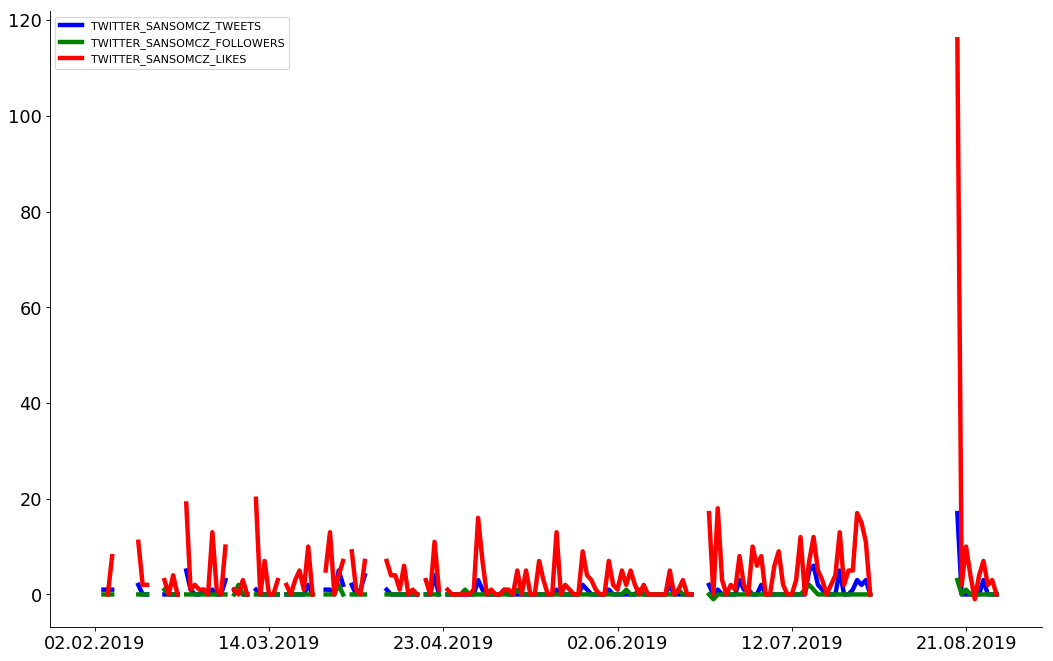 120
TWITTER_SANSOMCZ_TWEETS
TWITTER_SANSOMCZ_FOLLOWERS
TWITTER_SANSOMCZ_LIKES
100
80
60
40
20
0
02.02.2019 14.03.2019 23.04.2019 02.06.2019 12.07.2019 21.08.2019